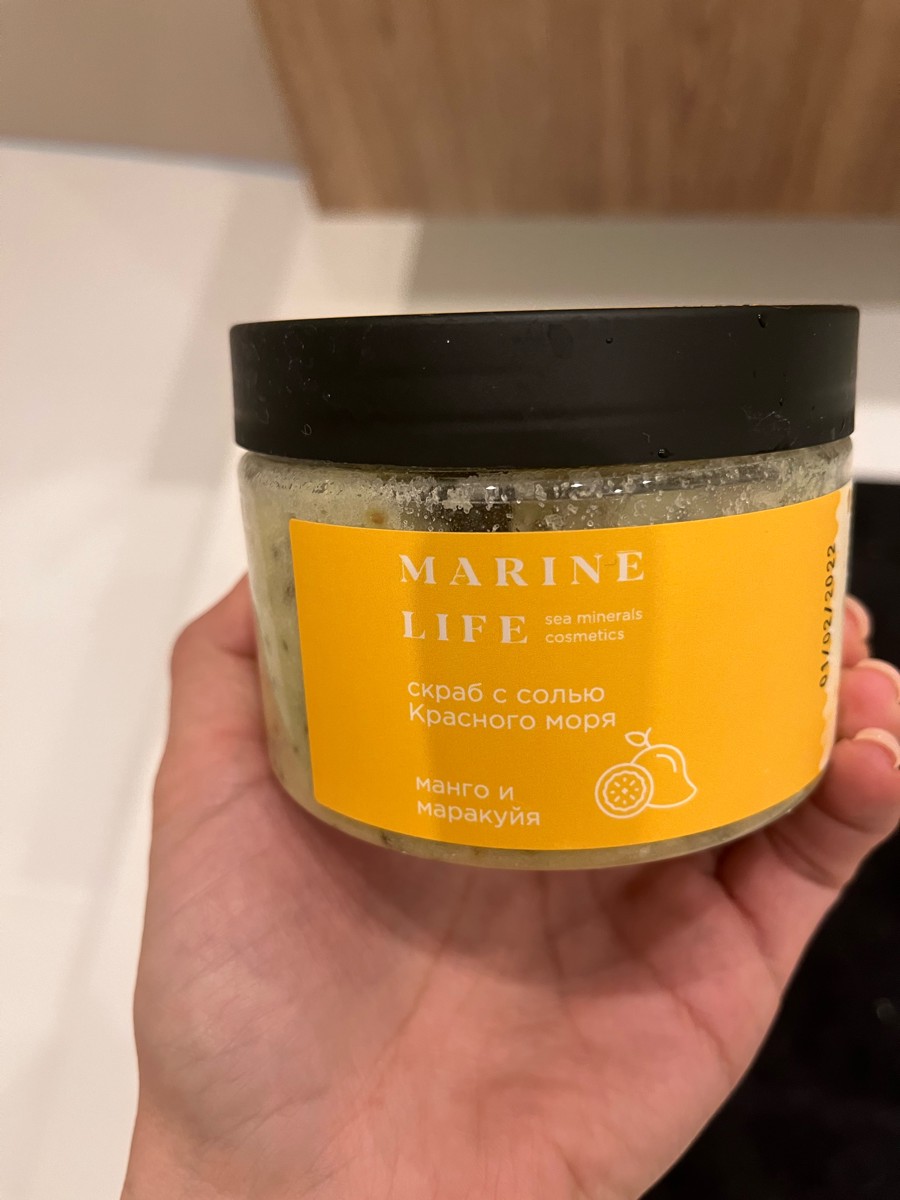 MARINE
LIFE
sea minerals
cosmetics
скраб с солью
Красного моря
манго и
маракуйя
01/02/2022